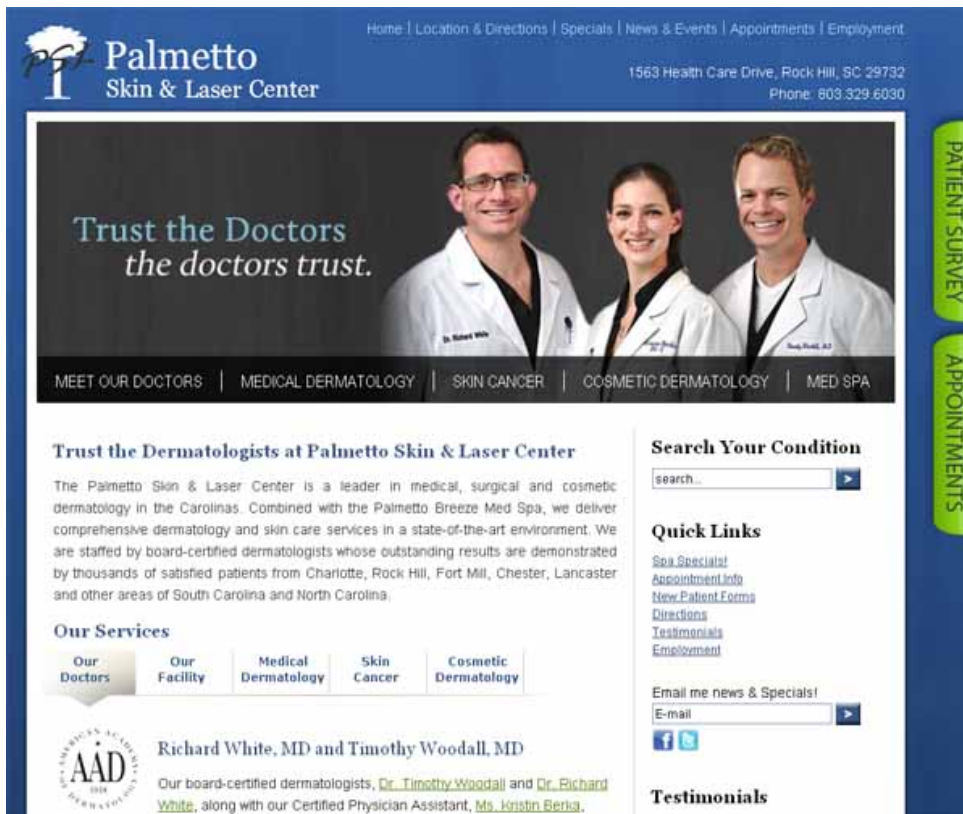 Home | Location & Directions | Specials | News & Events | Appointments | Employment
PSL
Palmetto
Skin & Laser Center
1563 Health Care Drive, Rock Hill, SC 29732
Phone: 803.329.6030
Trust the Doctors
the doctors trust.
Dr. Richard White
MEET OUR DOCTORS | MEDICAL DERMATOLOGY | SKIN CANCER | COSMETIC DERMATOLOGY | MED SPA
PATIENT SURVEY
APPOINTMENTS
Trust the Dermatologists at Palmetto Skin & Laser Center
The Palmetto Skin & Laser Center is a leader in medical, surgical and cosmetic
dermatology in the Carolinas. Combined with the Palmetto Breeze Med Spa, we deliver
comprehensive dermatology and skin care services in a state-of-the-art environment. We
are staffed by board-certified dermatologists whose outstanding results are demonstrated
by thousands of satisfied patients from Charlotte, Rock Hill, Fort Mill, Chester, Lancaster
and other areas of South Carolina and North Carolina.
Our Services
Our Doctors
Our Facility
Medical Dermatology
Skin Cancer
Cosmetic Dermatology
AMERICAN ACADEMY OF DERMATOLOGY
AAD
1938
Richard White, MD and Timothy Woodall, MD
Our board-certified dermatologists, Dr. Timothy Woodall and Dr. Richard
White, along with our Certified Physician Assistant, Ms. Kristin Berka,
Search Your Condition
search...
Quick Links
Spa Specials!
Appointment Info
New Patient Forms
Directions
Testimonials
Employment
Email me news & Specials!
E-mail
Testimonials